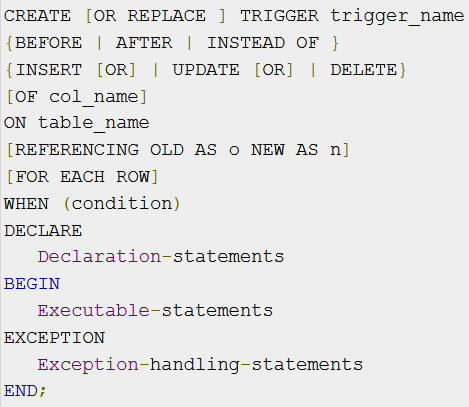 CREATE [OR REPLACE ] TRIGGER trigger_name
{BEFORE | AFTER | INSTEAD OF }
{INSERT [OR] | UPDATE [OR] | DELETE}
[OF col_name]
ON table_name
[REFERENCING OLD AS o NEW AS n]
[FOR EACH ROW]
WHEN (condition)
DECLARE
   Declaration-statements
BEGIN
   Executable-statements
EXCEPTION
   Exception-handling-statements
END;